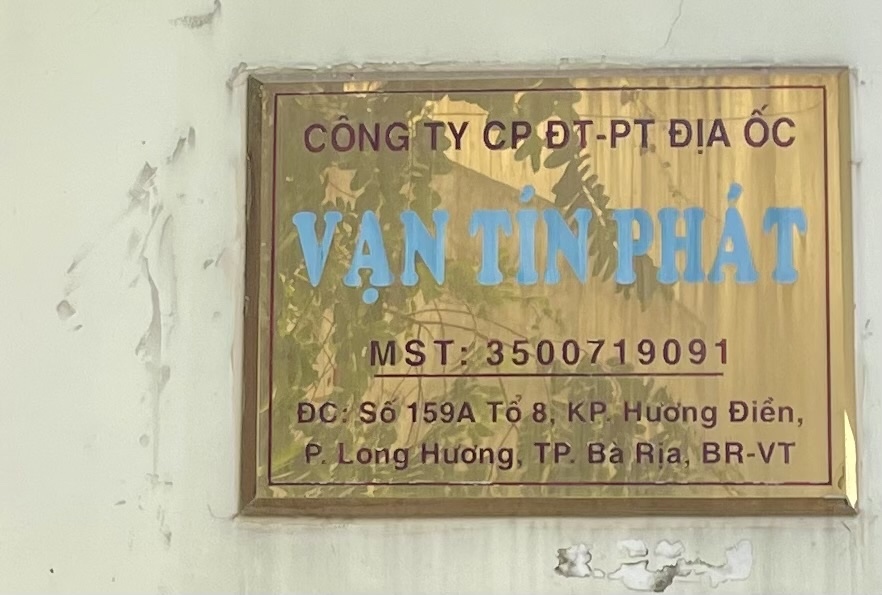 CÔNG TY CP ĐT-PT ĐỊA ỐC
VẠN TÍN PHÁT
MST: 3500719091
ĐC: Số 159A Tổ 8, KP. Hương Điền,
P. Long Hương, TP. Bà Rịa, BR-VT